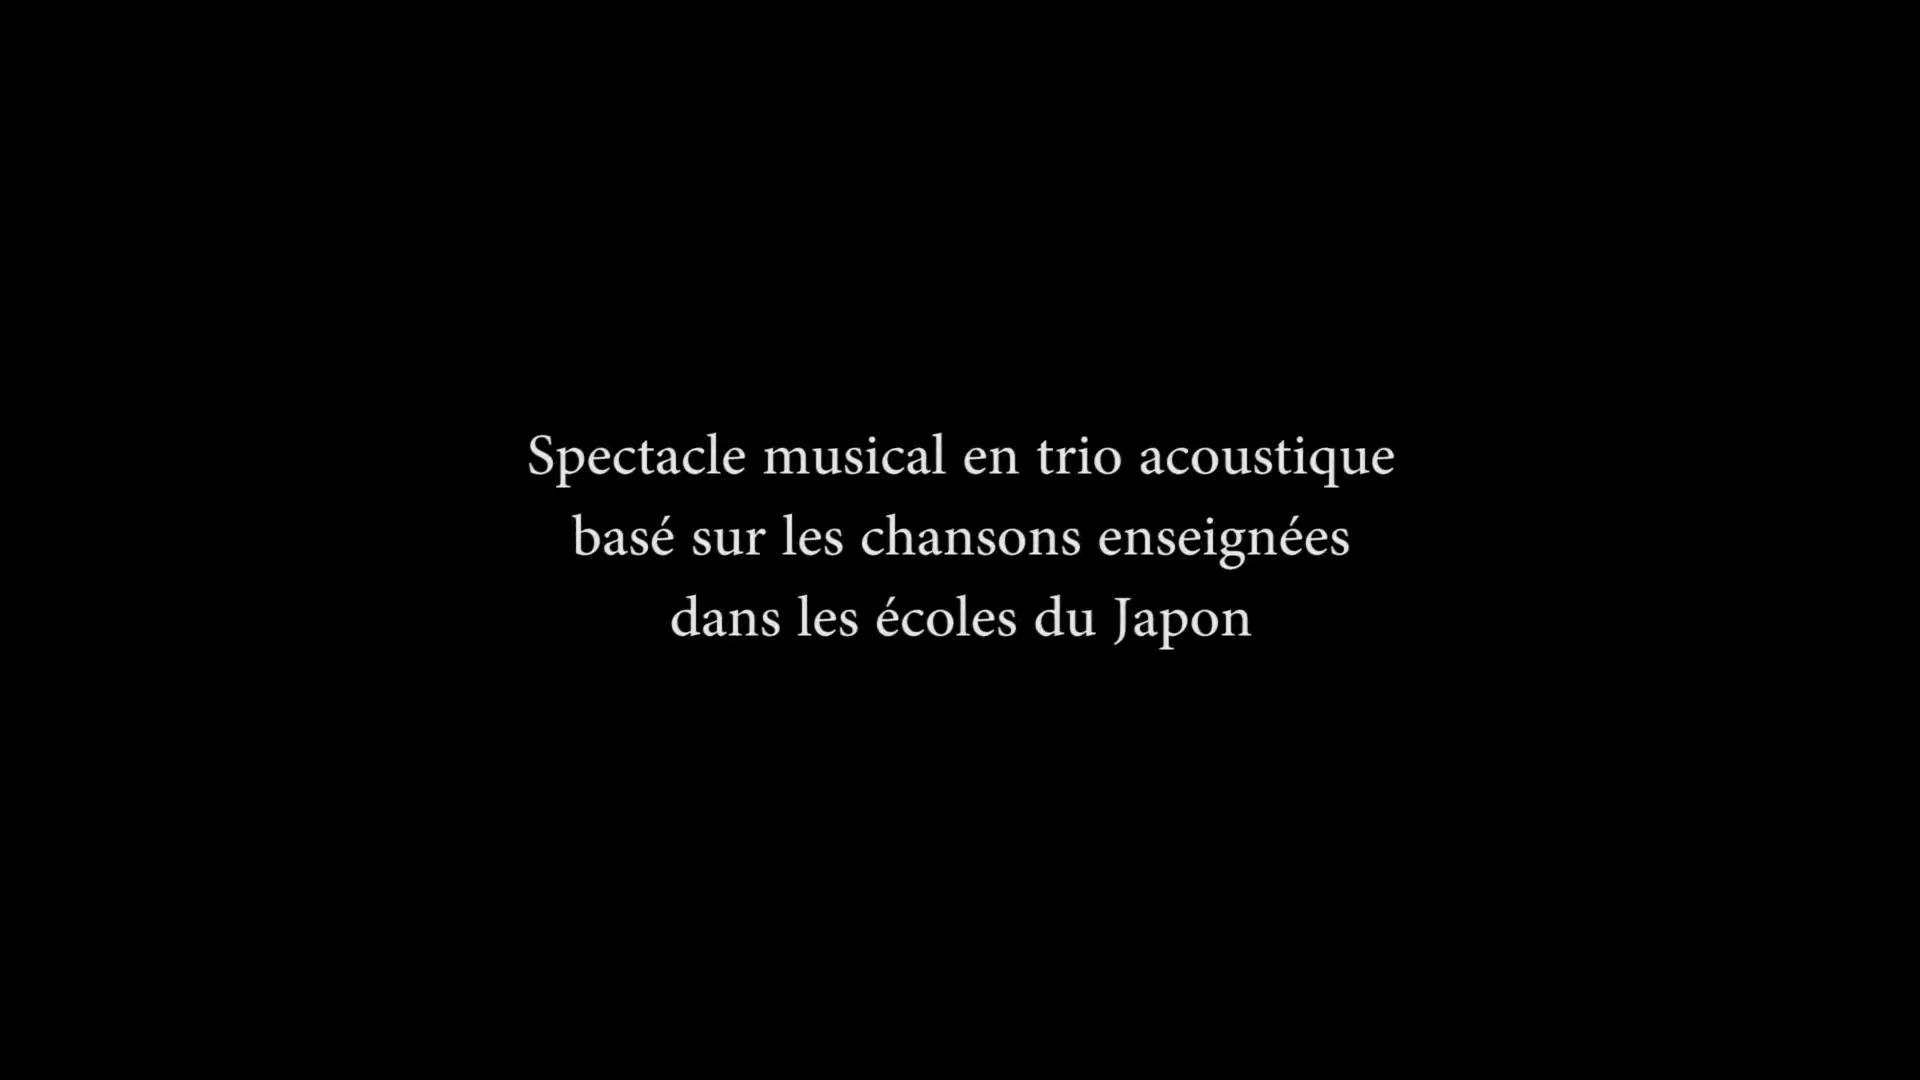 Spectacle musical en trio acoustique
basé sur les chansons enseignées
dans les écoles du Japon